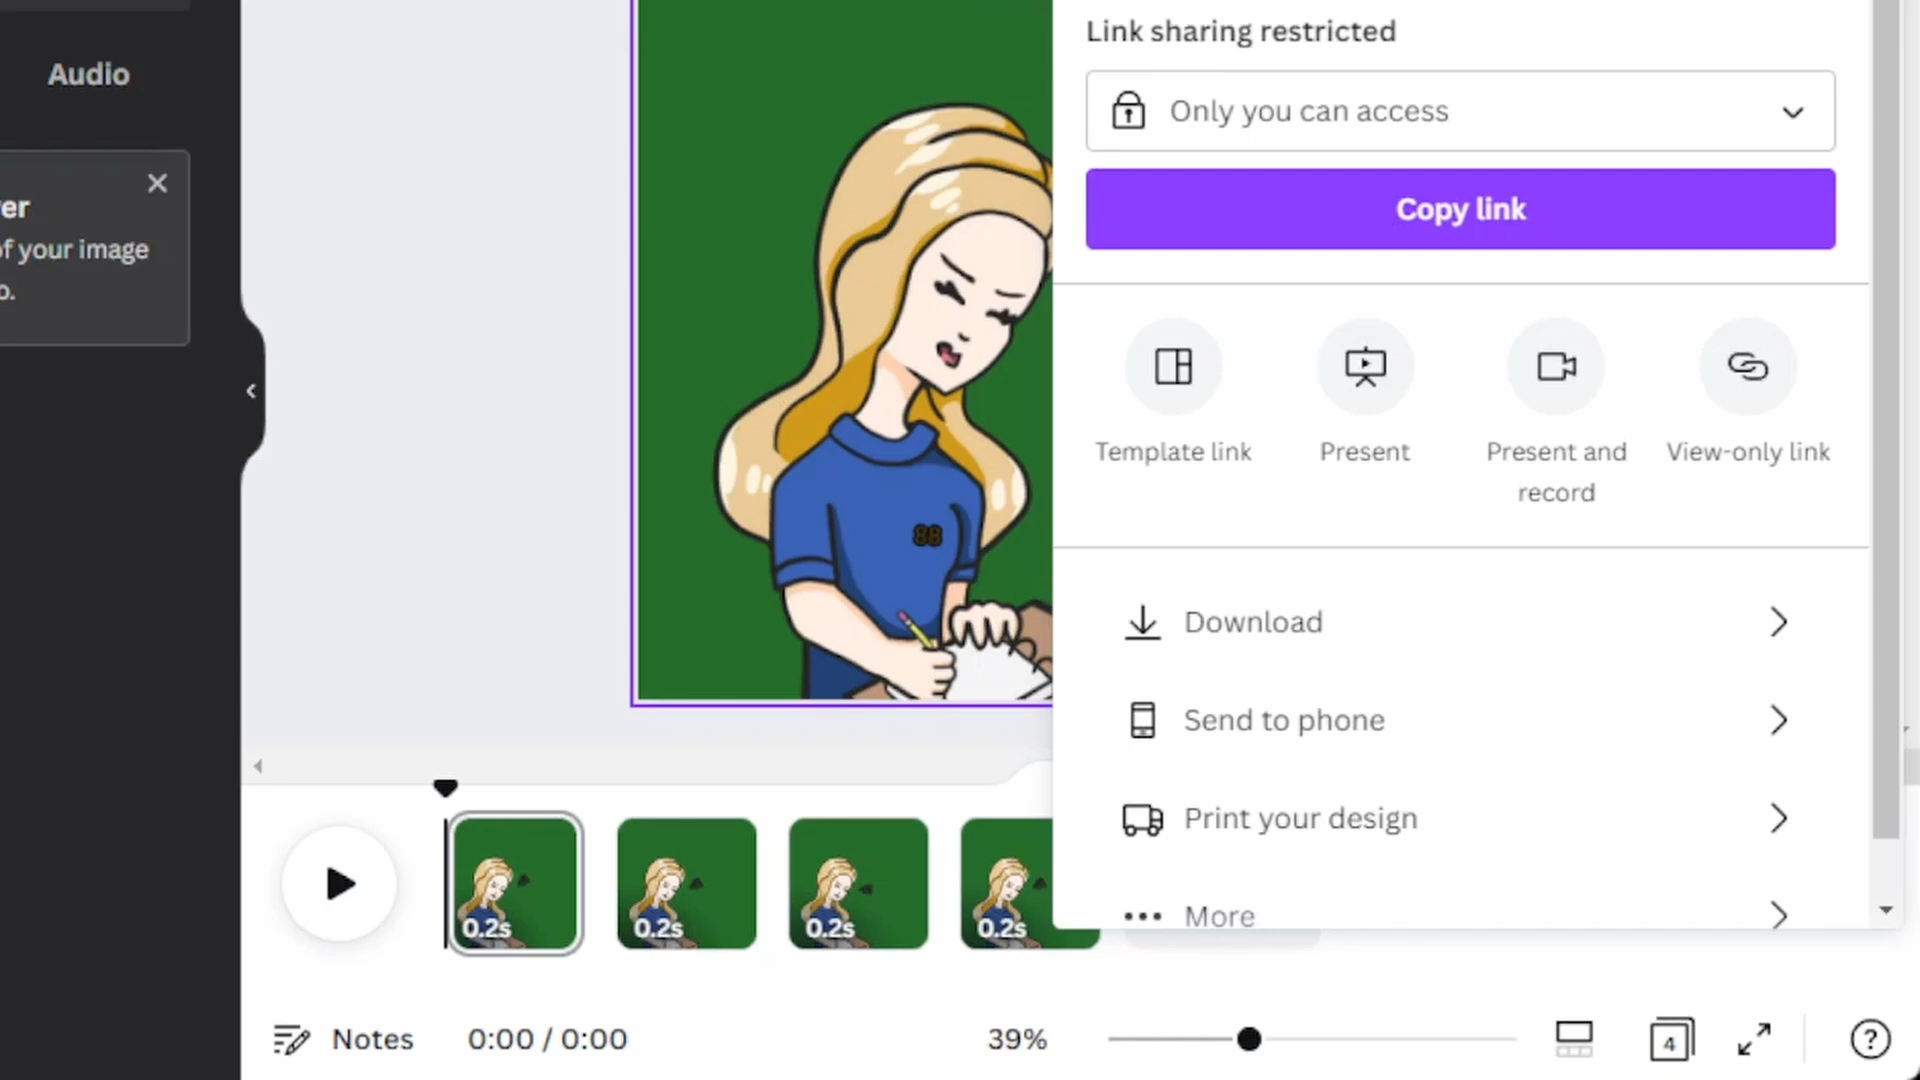 Audio
er
of your image
o.
Link sharing restricted
Only you can access
Copy link
Template link
Present
Present and
record
View-only link
Download
Send to phone
Print your design
More
88
0.2s
0.2s
0.2s
0.2s
Notes
0:00 / 0:00
39%
4
?